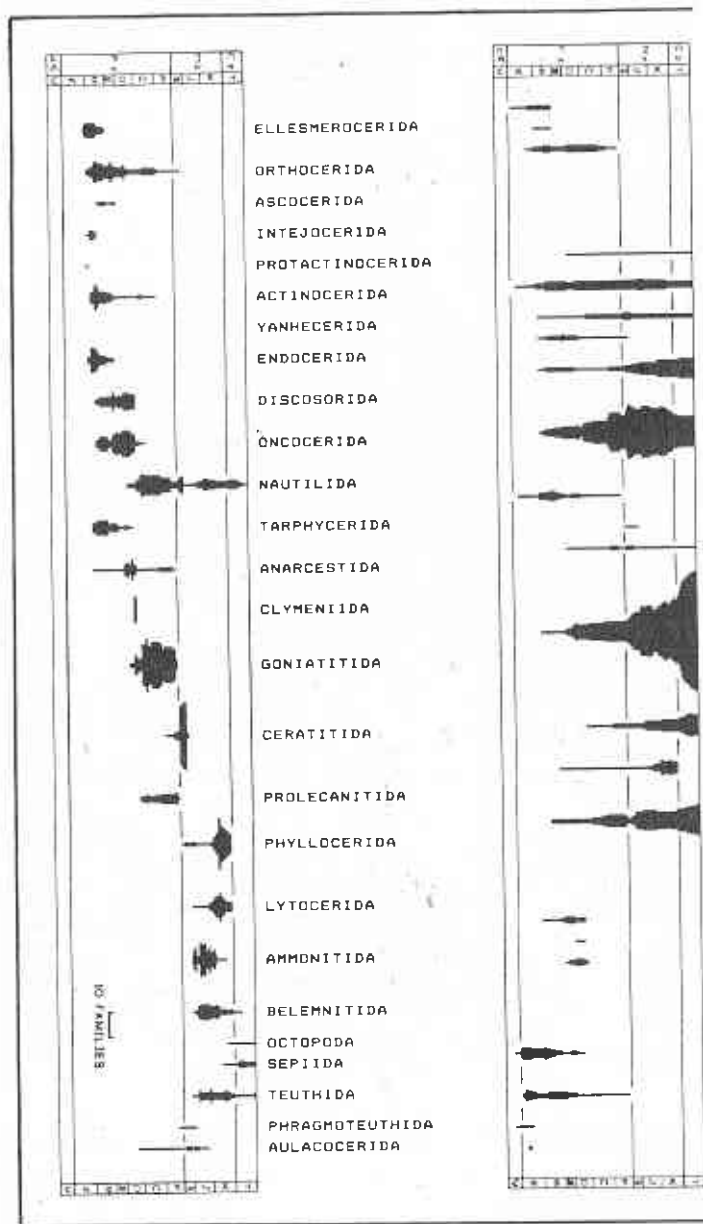 ELLESMEROCERIDA
ORTHOCERIDA
ASCOCERIDA
INTEJOCERIDA
PROTACTINOCERIDA
ACTINOCERIDA
YANHECERIDA
ENDOCERIDA
DISCOSORIDA
ONCOCERIDA
NAUTILIDA
TARPHYCERIDA
ANARCESTIDA
CLYMENIIDA
GONIATITIDA
CERATITIDA
PROLECANITIDA
PHYLLOCERIDA
LYTOCERIDA
AMMONITIDA
BELEMNITIDA
OCTOPODA
SEPIIDA
TEUTHIDA
PHRAGMOTEUTHIDA
AULACOCERIDA
10 FAMILIES